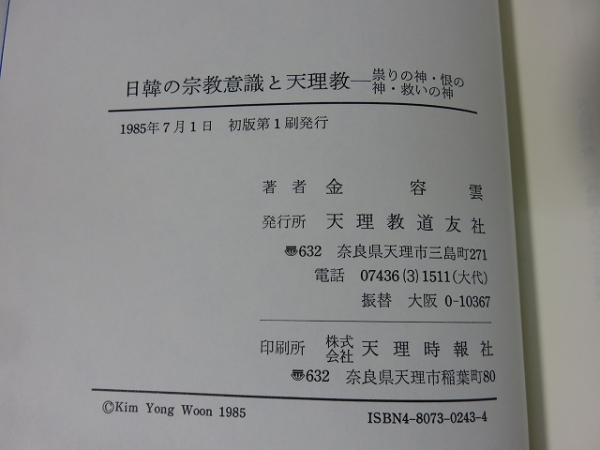 日韓の宗教意識と天理教―祟りの神・恨の神・救いの神
1985年7月1日 初版第1刷発行
著者 金容雲
発行所 天理教道友社
〠632 奈良県天理市三島町271
電話 07436(3)1511(大代)
振替 大阪 0-10367
印刷所 株式会社 天理時報社
〠632 奈良県天理市稲葉町80
©Kim Yong Woon 1985
ISBN4-8073-0243-4